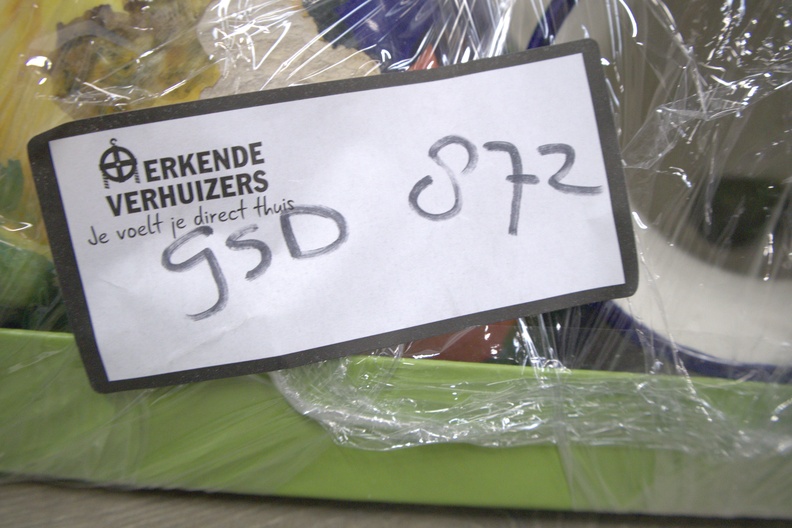 ERKENDE
VERHUIZERS
Je voelt je direct thuis
gsD 872